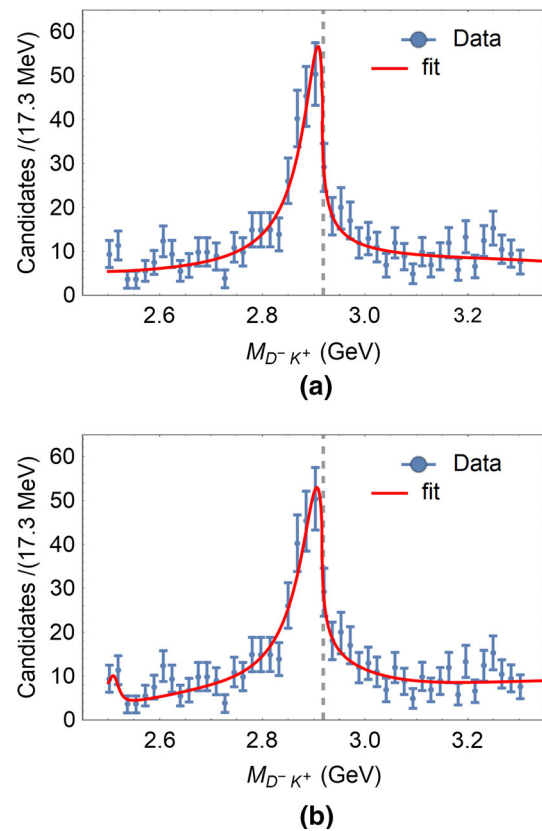 60
50
40
30
20
10
0
Candidates /(17.3 MeV)
Data
fit
2.6 2.8 3.0 3.2
M_{D⁻ K⁺} (GeV)
(a)
60
50
40
30
20
10
0
Candidates /(17.3 MeV)
Data
fit
2.6 2.8 3.0 3.2
M_{D⁻ K⁺} (GeV)
(b)